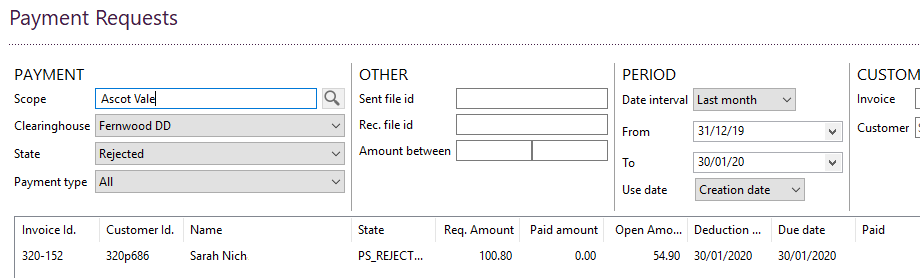 Payment Requests
PAYMENT OTHER PERIOD CUSTOM
Scope Ascot Vale Sent file id Date interval Last month Invoice
Clearinghouse Fernwood DD Rec. file id From 31/12/19 Customer
State Rejected Amount between To 30/01/20
Payment type All Use date Creation date
Invoice Id. Customer Id. Name State Req. Amount Paid amount Open Amo... Deduction ... Due date Paid
320-152 320p686 Sarah Nich PS_REJECT... 100.80 0.00 54.90 30/01/2020 30/01/2020